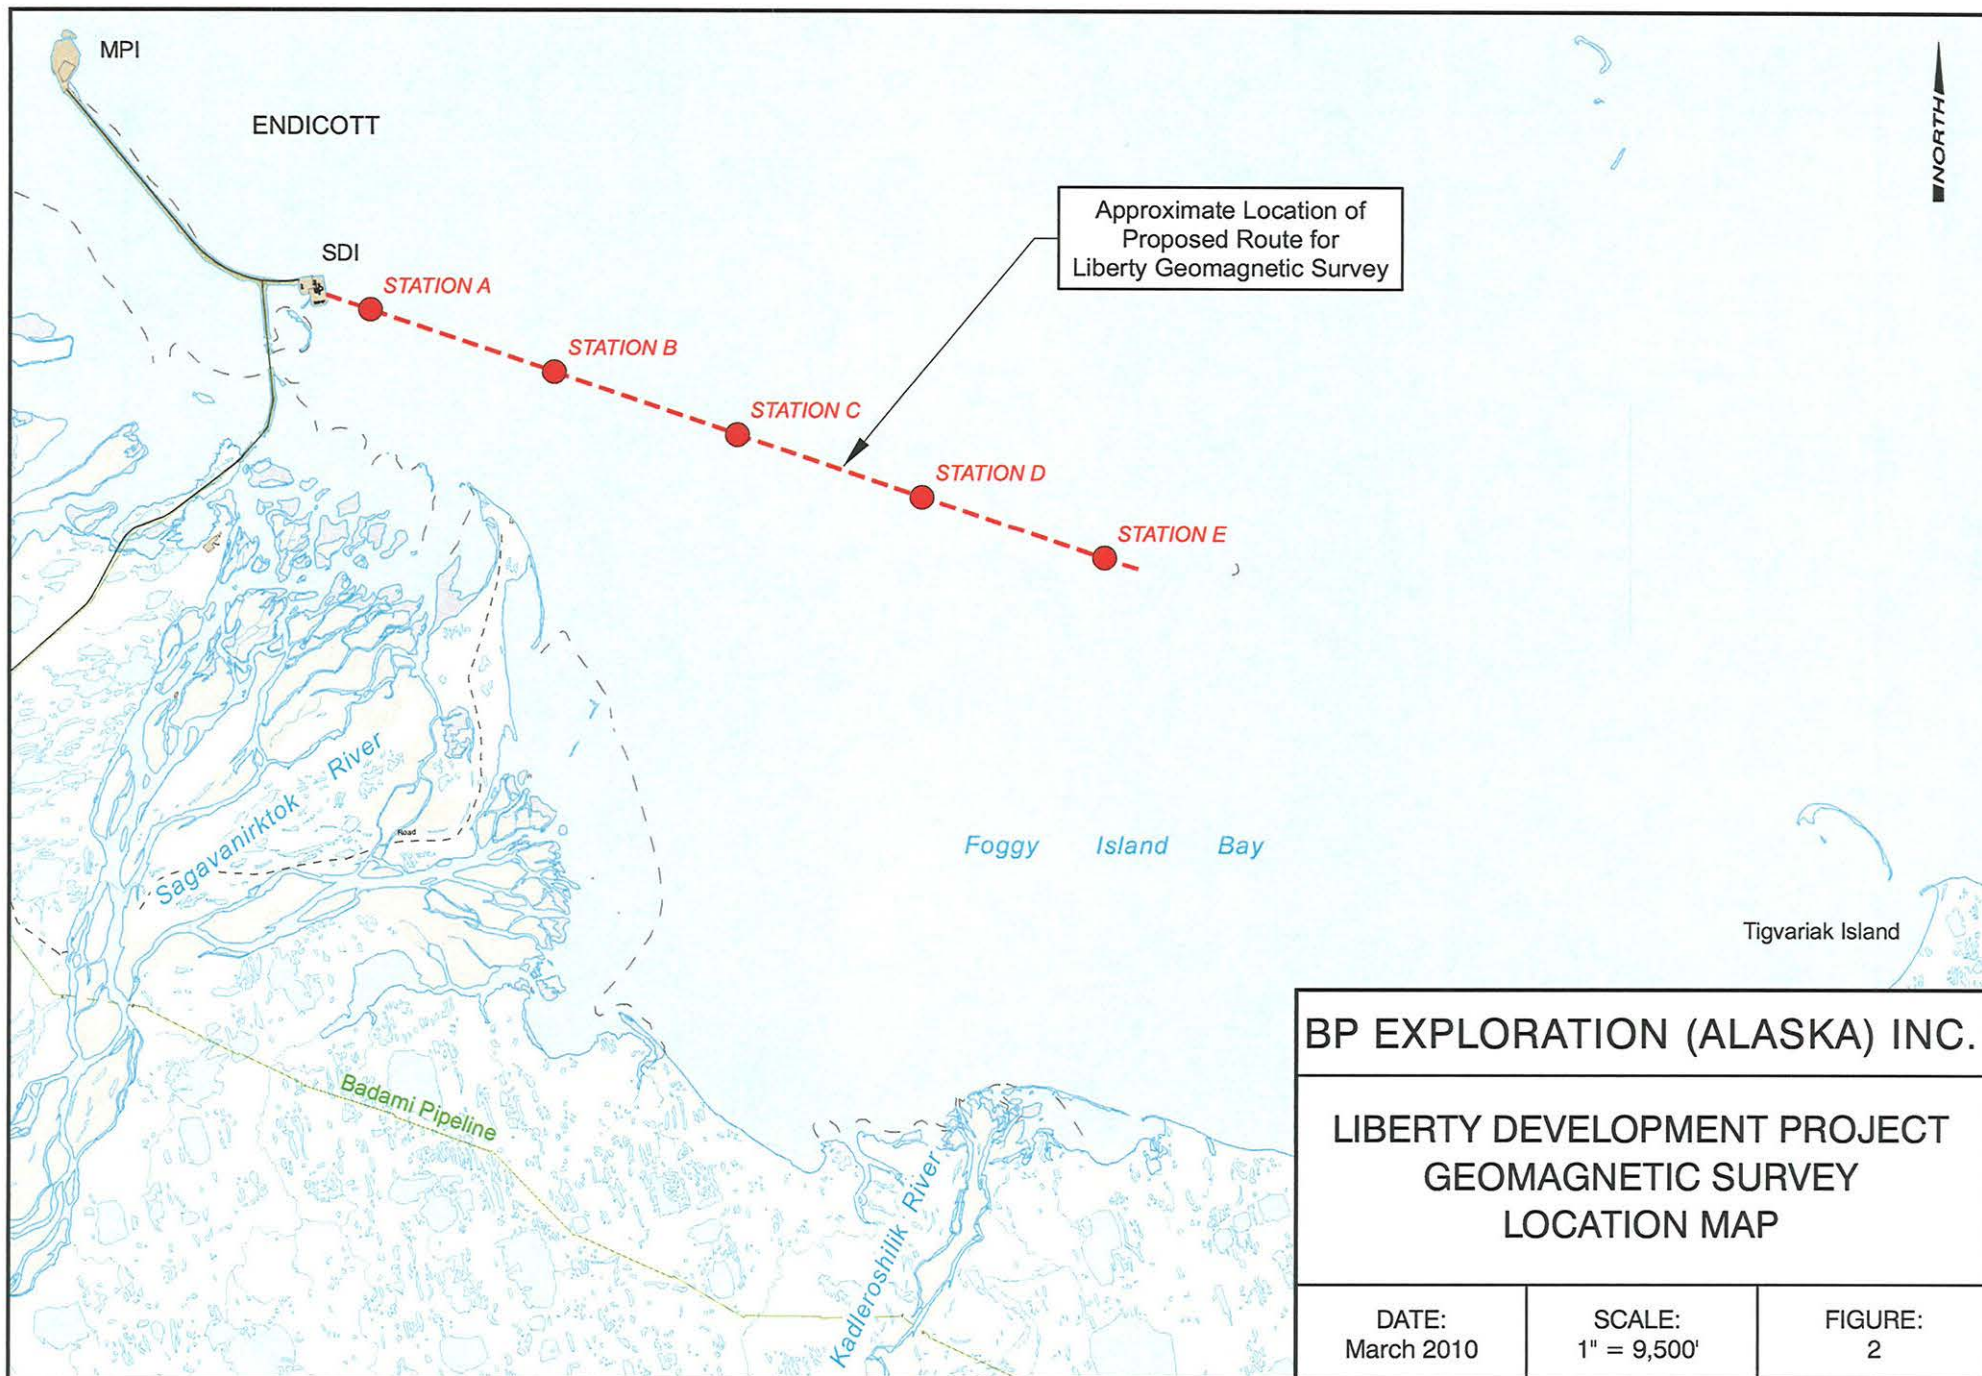 MPI
ENDICOTT
NORTH
Approximate Location of
Proposed Route for
Liberty Geomagnetic Survey
SDI
STATION A
STATION B
STATION C
STATION D
STATION E
Sagavanirktok River
Road
Foggy Island Bay
Tigvariak Island
Badami Pipeline
Kadleroshilik River
BP EXPLORATION (ALASKA) INC.
LIBERTY DEVELOPMENT PROJECT
GEOMAGNETIC SURVEY
LOCATION MAP
DATE:
March 2010
SCALE:
1" = 9,500'
FIGURE:
2